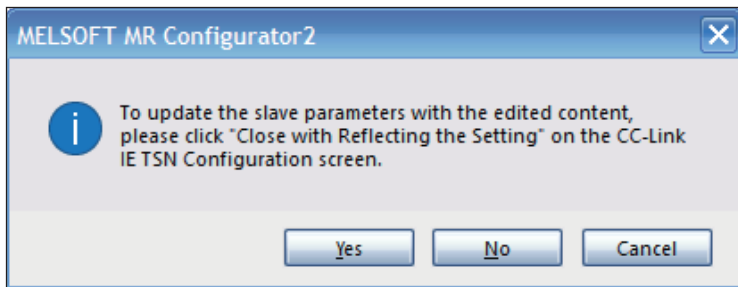 MELSOFT MR Configurator2
To update the slave parameters with the edited content,
please click "Close with Reflecting the Setting" on the CC-Link
IE TSN Configuration screen.
Yes No Cancel